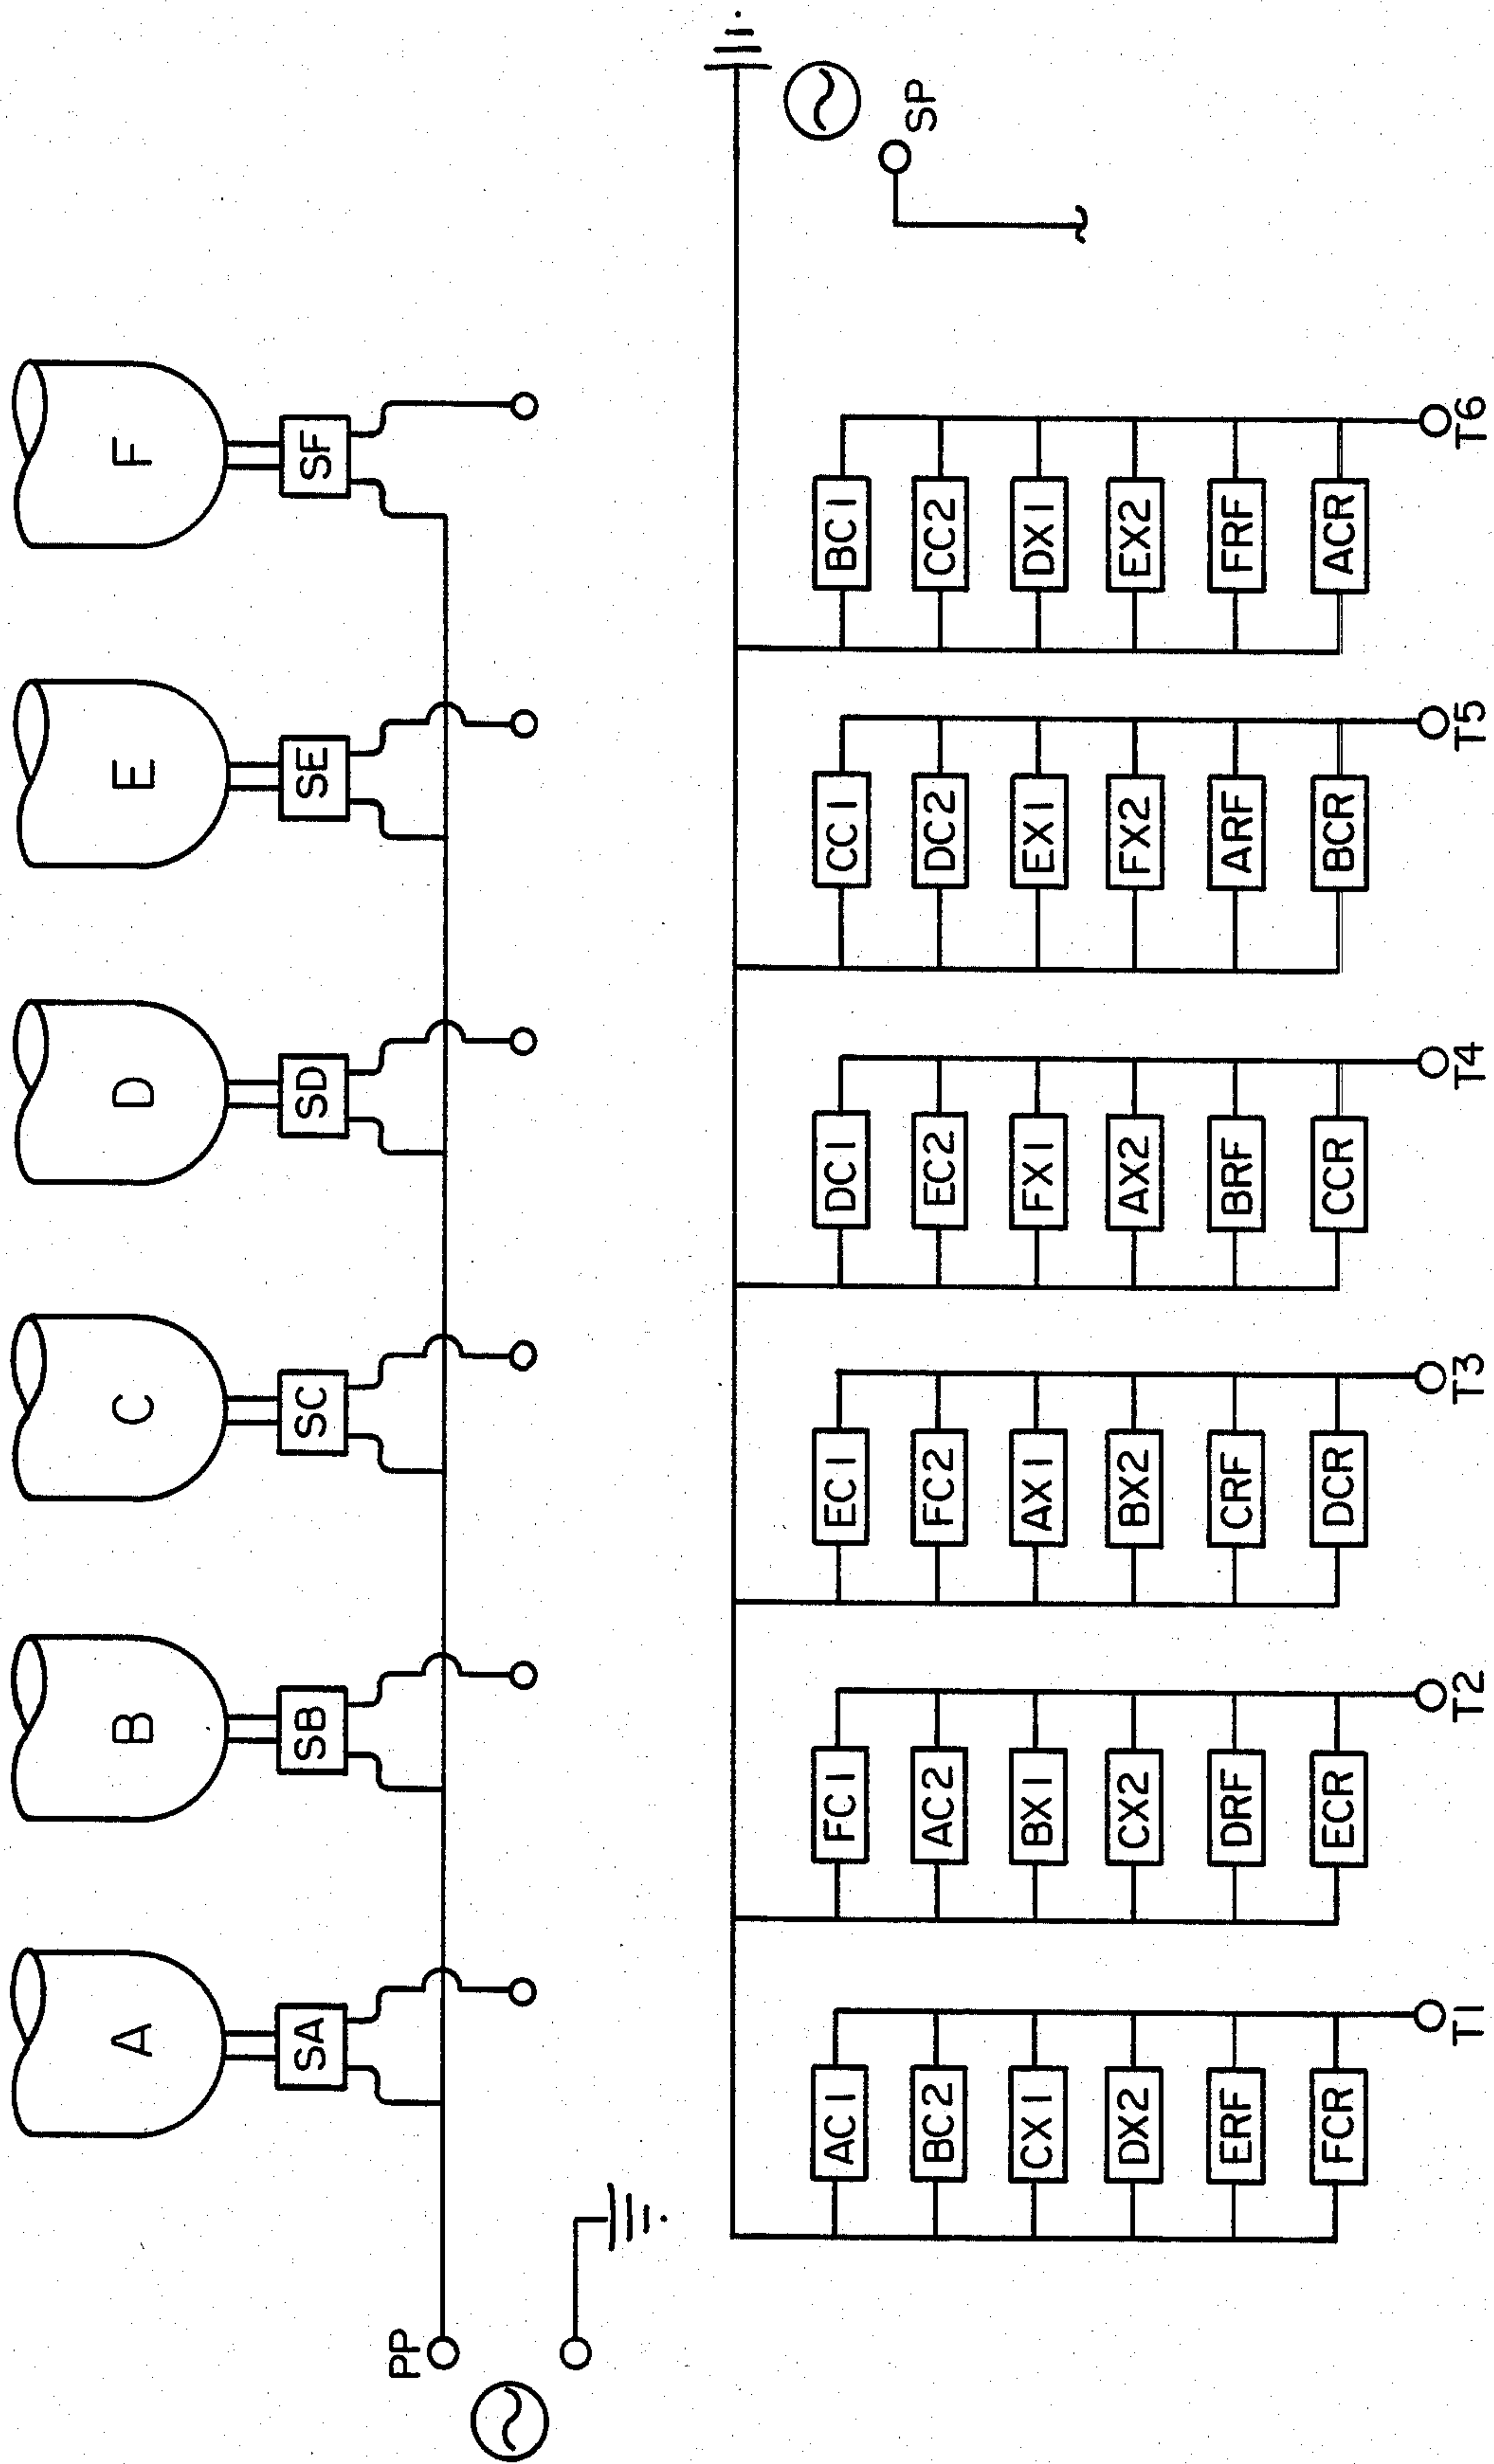 A B C D E F
SA SB SC SD SE SF
PP
AC1 FC1 EC1 DC1 CC1 BC1
SP
BC2 AC2 FC2 EC2 DC2 CC2
CX1 BX1 AX1 FX1 EX1 DX1
DX2 CX2 BX2 AX2 FX2 EX2
ERF DRF CRF BRF ARF FRF
FCR ECR DCR CCR BCR ACR
T1 T2 T3 T4 T5 T6